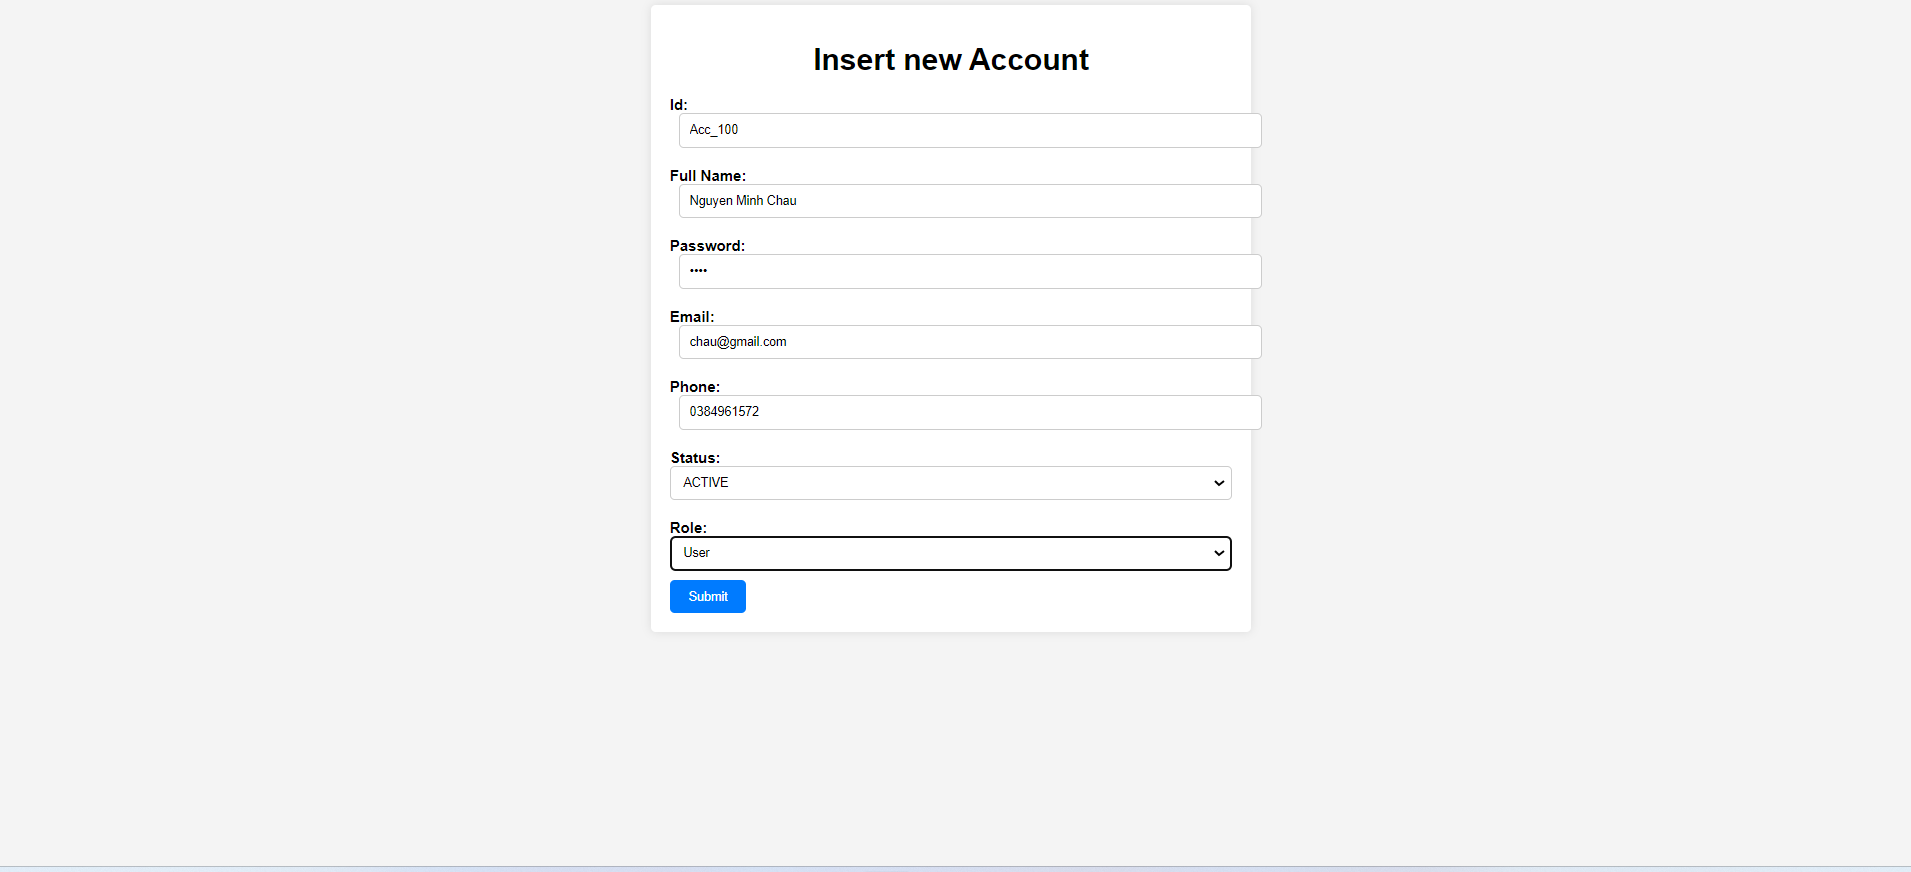 Insert new Account
Id:
Acc_100
Full Name:
Nguyen Minh Chau
Password:
••••
Email:
chau@gmail.com
Phone:
0384961572
Status:
ACTIVE
Role:
User
Submit